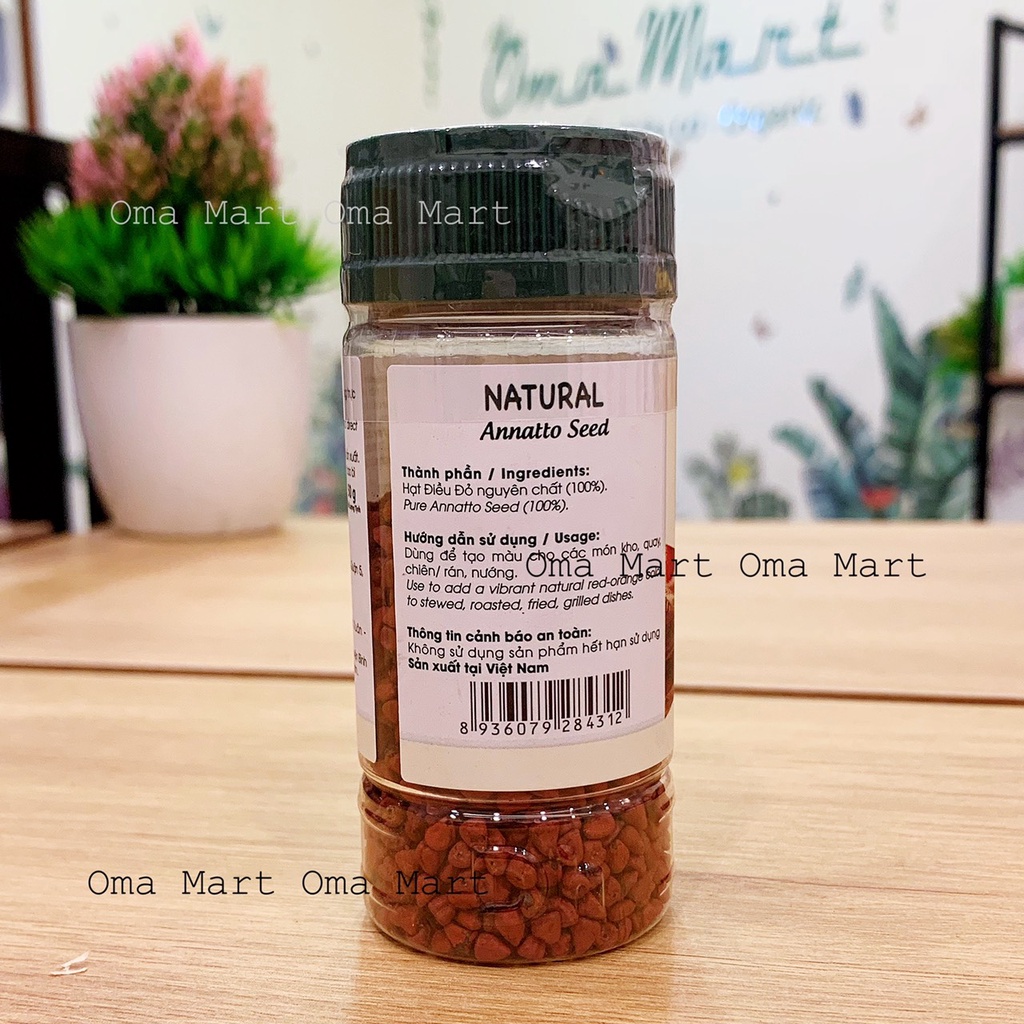 Oma Mart
Organic
Oma Mart Oma Mart
NATURAL
Annatto Seed
Thành phần / Ingredients:
Hạt Điều Đỏ nguyên chất (100%).
Pure Annatto Seed (100%).
Hướng dẫn sử dụng / Usage:
Dùng để tạo màu cho các món kho, quay,
chiên/ rán, nướng.
Use to add a vibrant natural red-orange color
to stewed, roasted, fried, grilled dishes.
Oma Mart Oma Mart
Thông tin cảnh báo an toàn:
Không sử dụng sản phẩm hết hạn sử dụng
Sản xuất tại Việt Nam
8 936079 284312
Oma Mart Oma Mart